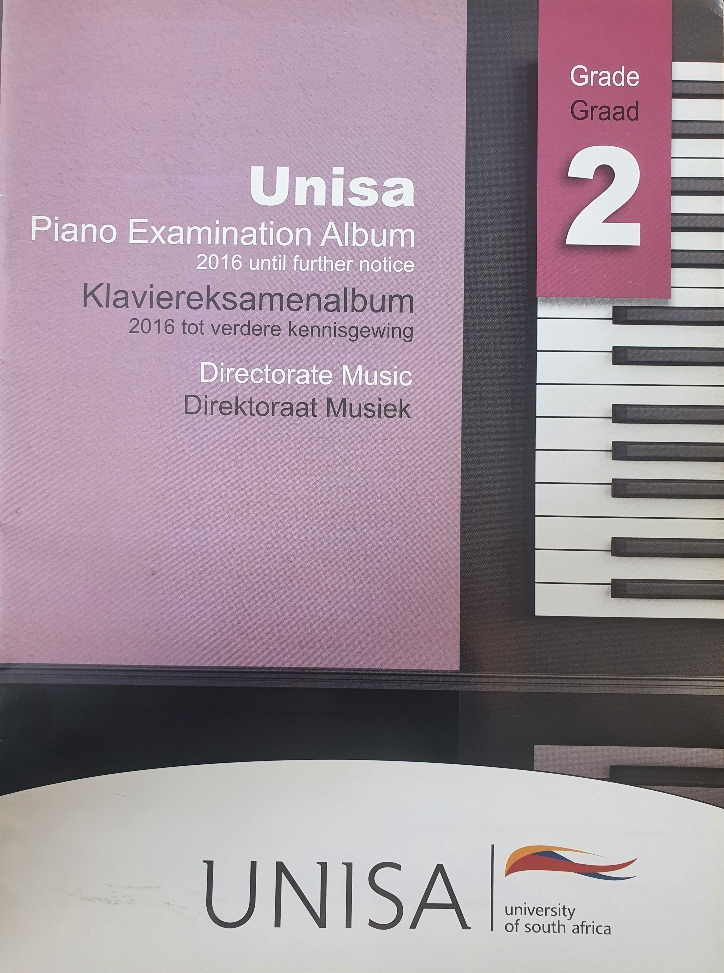 Grade
Graad
2
Unisa
Piano Examination Album
2016 until further notice
Klaviereksamenalbum
2016 tot verdere kennisgewing
Directorate Music
Direktoraat Musiek
UNISA
university
of south africa